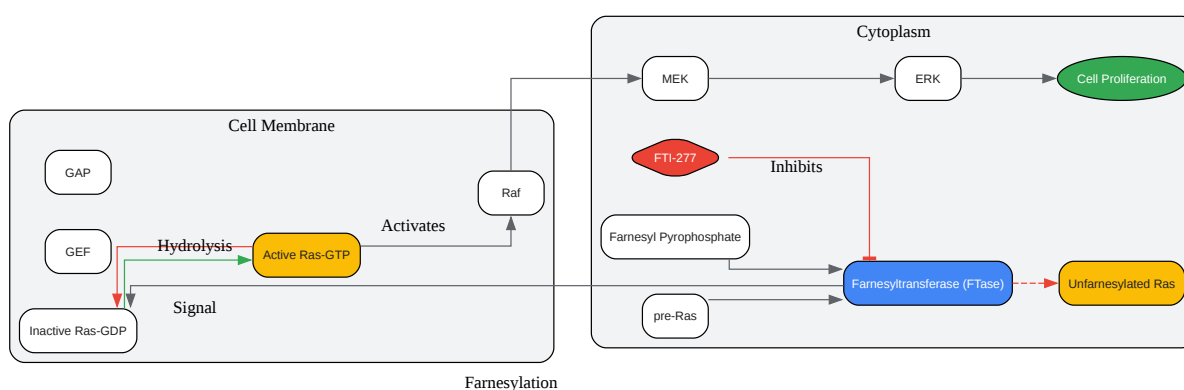 Cytoplasm
MEK
ERK
Cell Proliferation
Cell Membrane
FTI-277
Inhibits
GAP
Raf
Activates
Farnesyl Pyrophosphate
GEF
Hydrolysis
Active Ras-GTP
Farnesyltransferase (FTase)
Unfarnesylated Ras
Signal
pre-Ras
Inactive Ras-GDP
Farnesylation